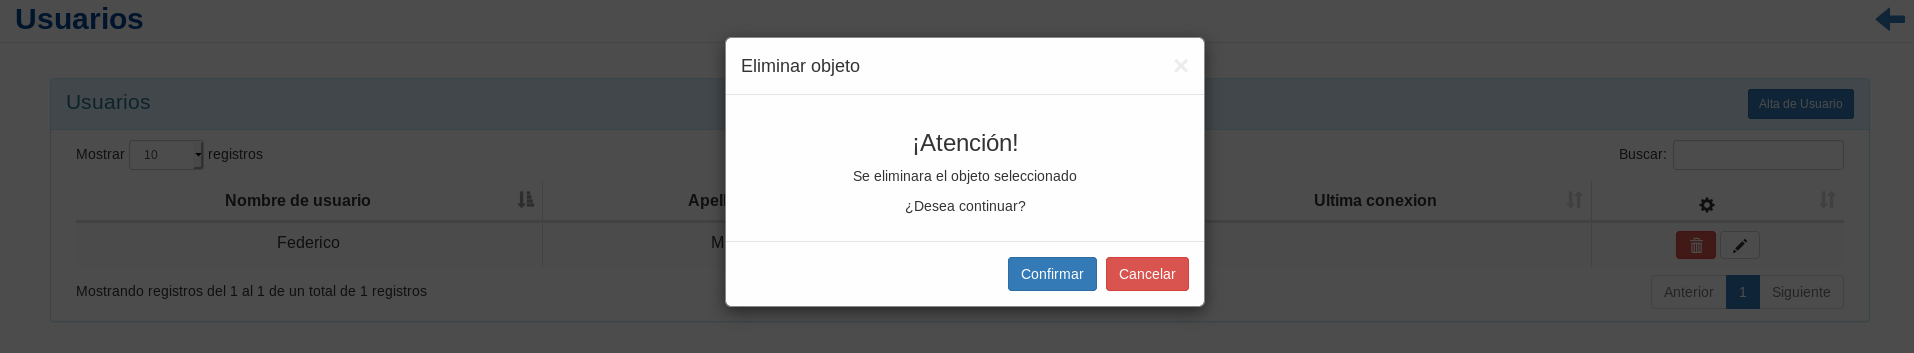 Usuarios
Eliminar objeto ×
Usuarios
Alta de Usuario
¡Atención!
Mostrar 10 registros
Buscar:
Se eliminara el objeto seleccionado
Nombre de usuario
Ultima conexion
¿Desea continuar?
Federico
Confirmar Cancelar
Mostrando registros del 1 al 1 de un total de 1 registros
Anterior 1 Siguiente